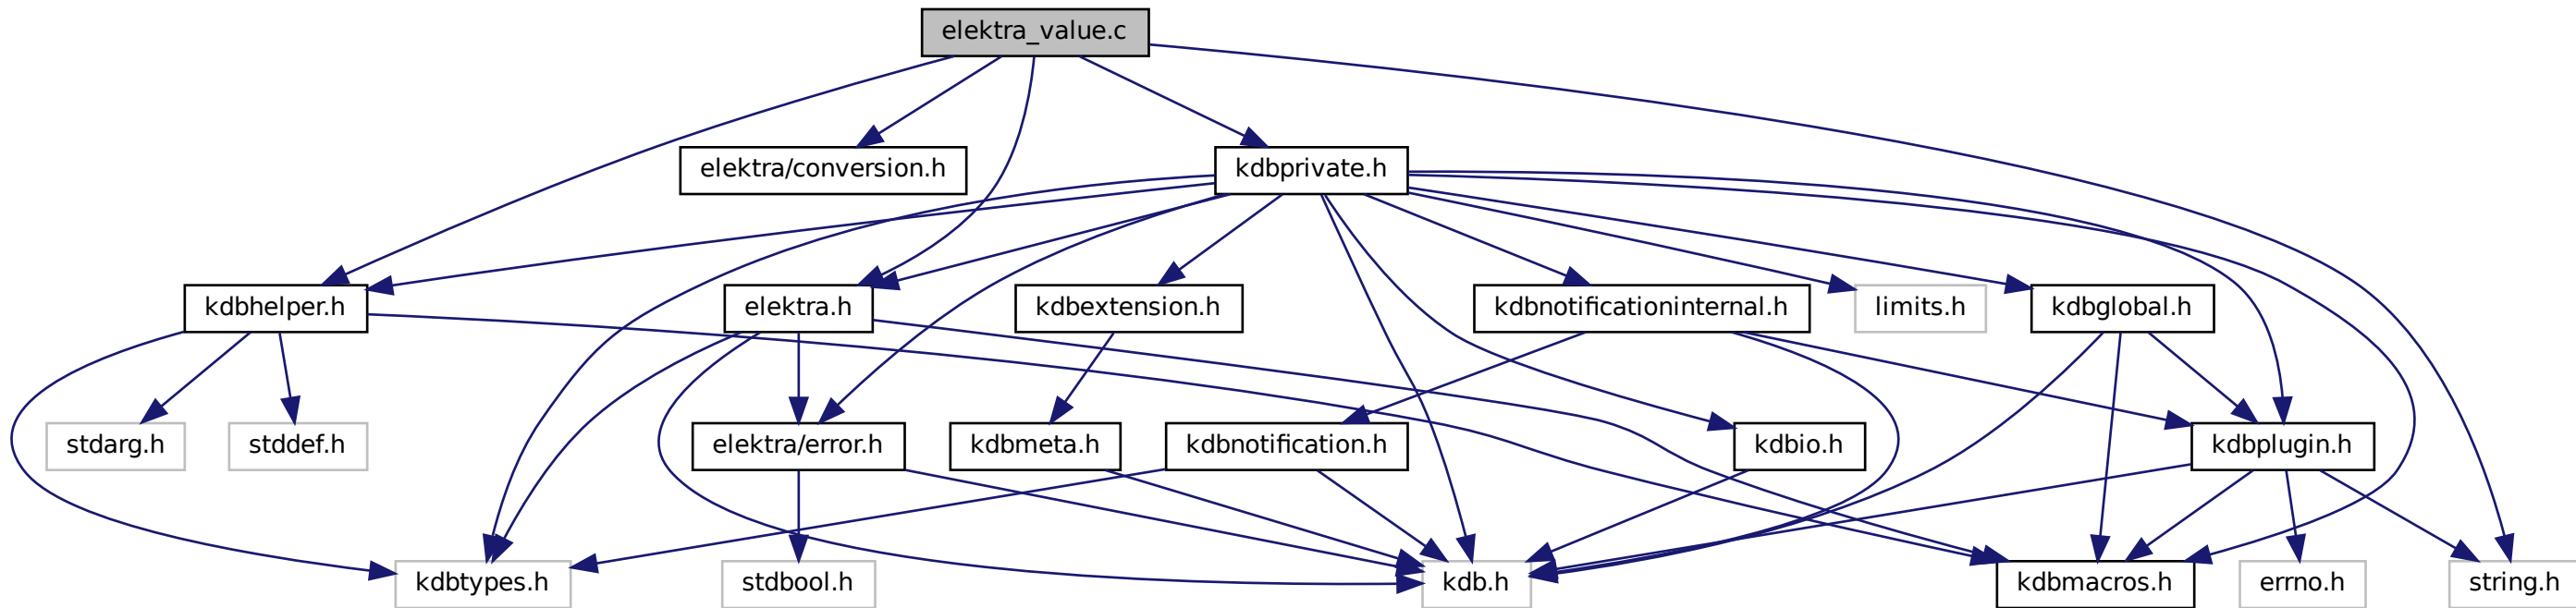 elektra_value.c
elektra/conversion.h
kdbprivate.h
kdbhelper.h
elektra.h
kdbextension.h
kdbnotificationinternal.h
limits.h
kdbglobal.h
stdarg.h
stddef.h
elektra/error.h
kdbmeta.h
kdbnotification.h
kdbio.h
kdbplugin.h
kdbtypes.h
stdbool.h
kdb.h
kdbmacros.h
errno.h
string.h